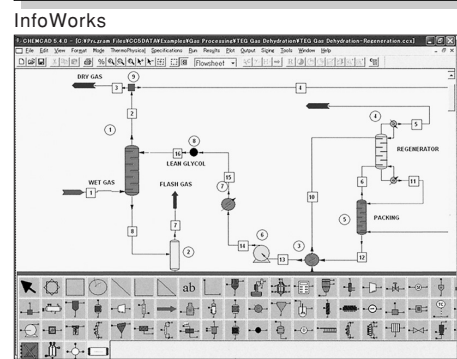 InfoWorks
CHEMCAD 5.4.0 - [C:\Program Files\CC5DATA\Examples\Gas Processing\TEG Gas Dehydration\TEG Gas Dehydration-Regeneration.ccx]
File Edit View Format Mode ThermoPhysical Specifications Run Results Plot Output Sizing Tools Window Help
Flowsheet
DRY GAS
3
9
4
2
1
4
5
8
16
LEAN GLYCOL
REGENERATOR
15
7
WET GAS
1
FLASH GAS
10
6
11
8
7
5
PACKING
6
14
3
2
13
12
ab